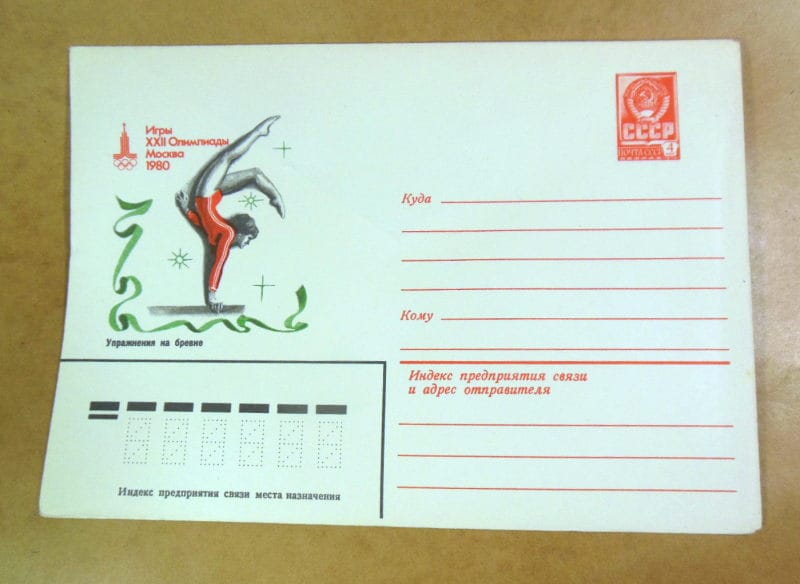 Игры
XXII Олимпиады
Москва
1980
Упражнения на бревне
СССР
ПОЧТА СССР
4
Куда
Кому
Индекс предприятия связи
и адрес отправителя
Индекс предприятия связи места назначения